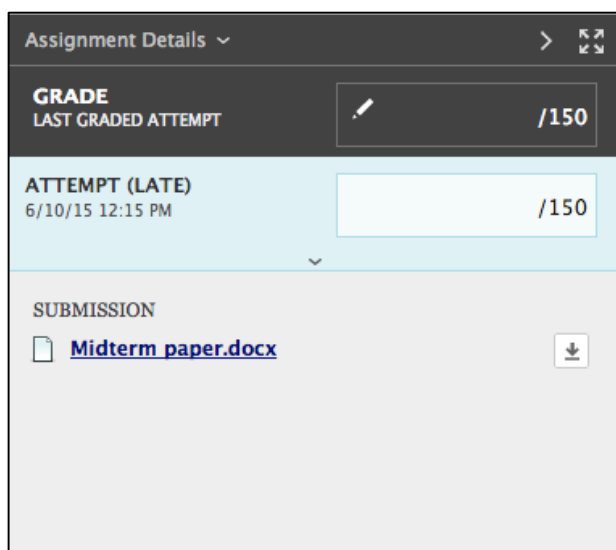 Assignment Details
GRADE
LAST GRADED ATTEMPT
/150
ATTEMPT (LATE)
6/10/15 12:15 PM
/150
SUBMISSION
Midterm paper.docx